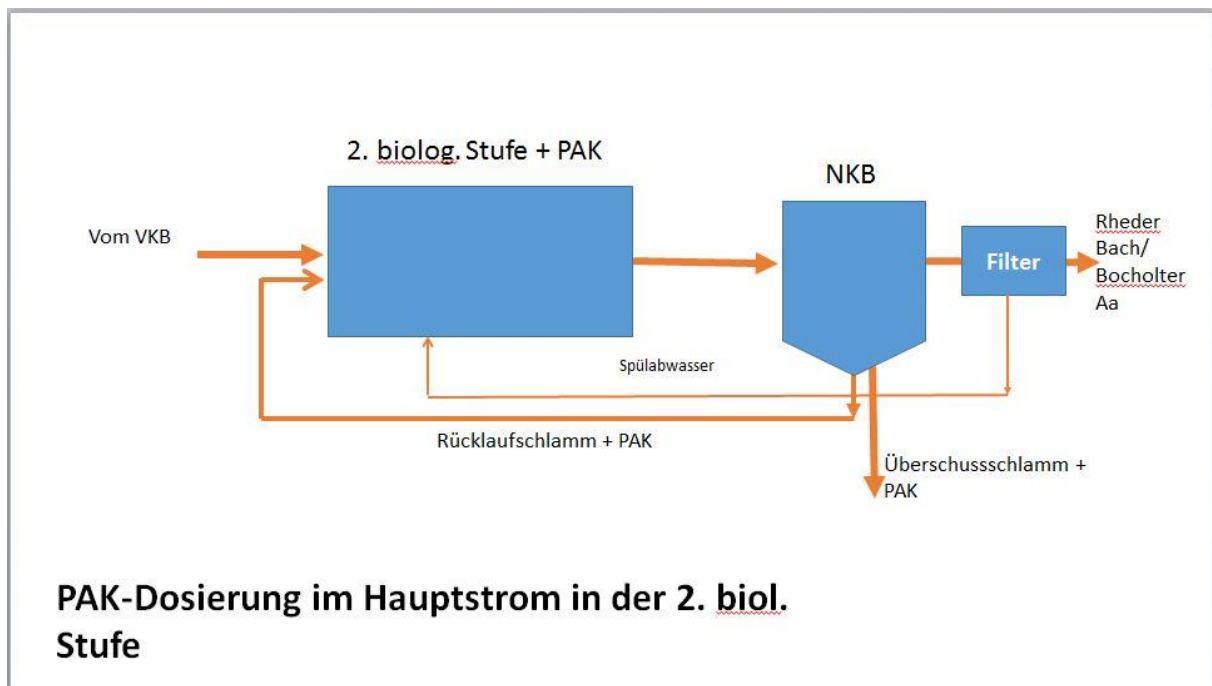 2. biolog. Stufe + PAK
NKB
Vom VKB
Filter
Rheder
Bach/
Bocholter
Aa
Spülabwasser
Rücklaufschlamm + PAK
Überschussschlamm +
PAK
PAK-Dosierung im Hauptstrom in der 2. biol.
Stufe